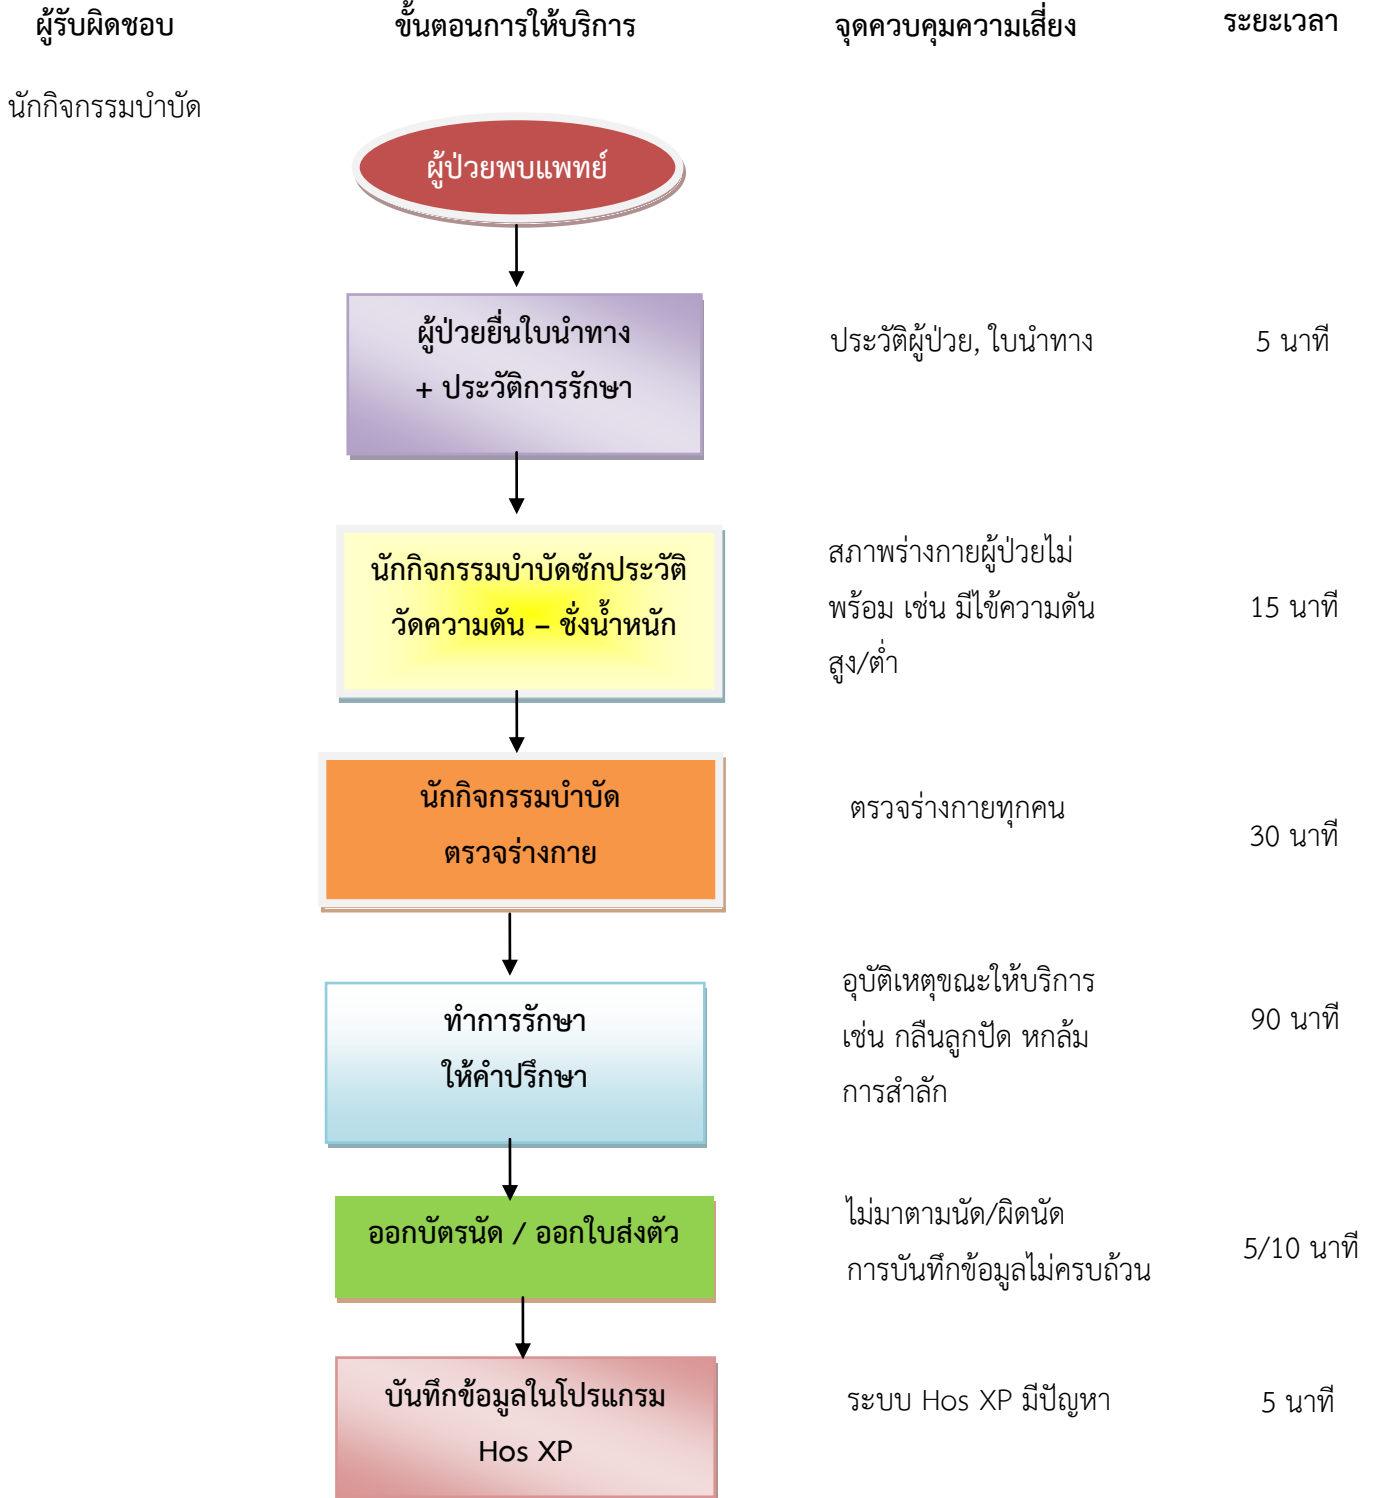 ผู้รับผิดชอบ ขั้นตอนการให้บริการ จุดควบคุมความเสี่ยง ระยะเวลา
นักกิจกรรมบำบัด
ผู้ป่วยพบแพทย์
ผู้ป่วยยื่นใบนำทาง
+ ประวัติการรักษา
ประวัติผู้ป่วย, ใบนำทาง
5 นาที
นักกิจกรรมบำบัดซักประวัติ
วัดความดัน – ชั่งน้ำหนัก
สภาพร่างกายผู้ป่วยไม่
พร้อม เช่น มีไข้ความดัน
สูง/ต่ำ
15 นาที
นักกิจกรรมบำบัด
ตรวจร่างกาย
ตรวจร่างกายทุกคน
30 นาที
ทำการรักษา
ให้คำปรึกษา
อุบัติเหตุขณะให้บริการ
เช่น กลืนลูกปัด หกล้ม
การสำลัก
90 นาที
ออกบัตรนัด / ออกใบส่งตัว
ไม่มาตามนัด/ผิดนัด
การบันทึกข้อมูลไม่ครบถ้วน
5/10 นาที
บันทึกข้อมูลในโปรแกรม
Hos XP
ระบบ Hos XP มีปัญหา
5 นาที